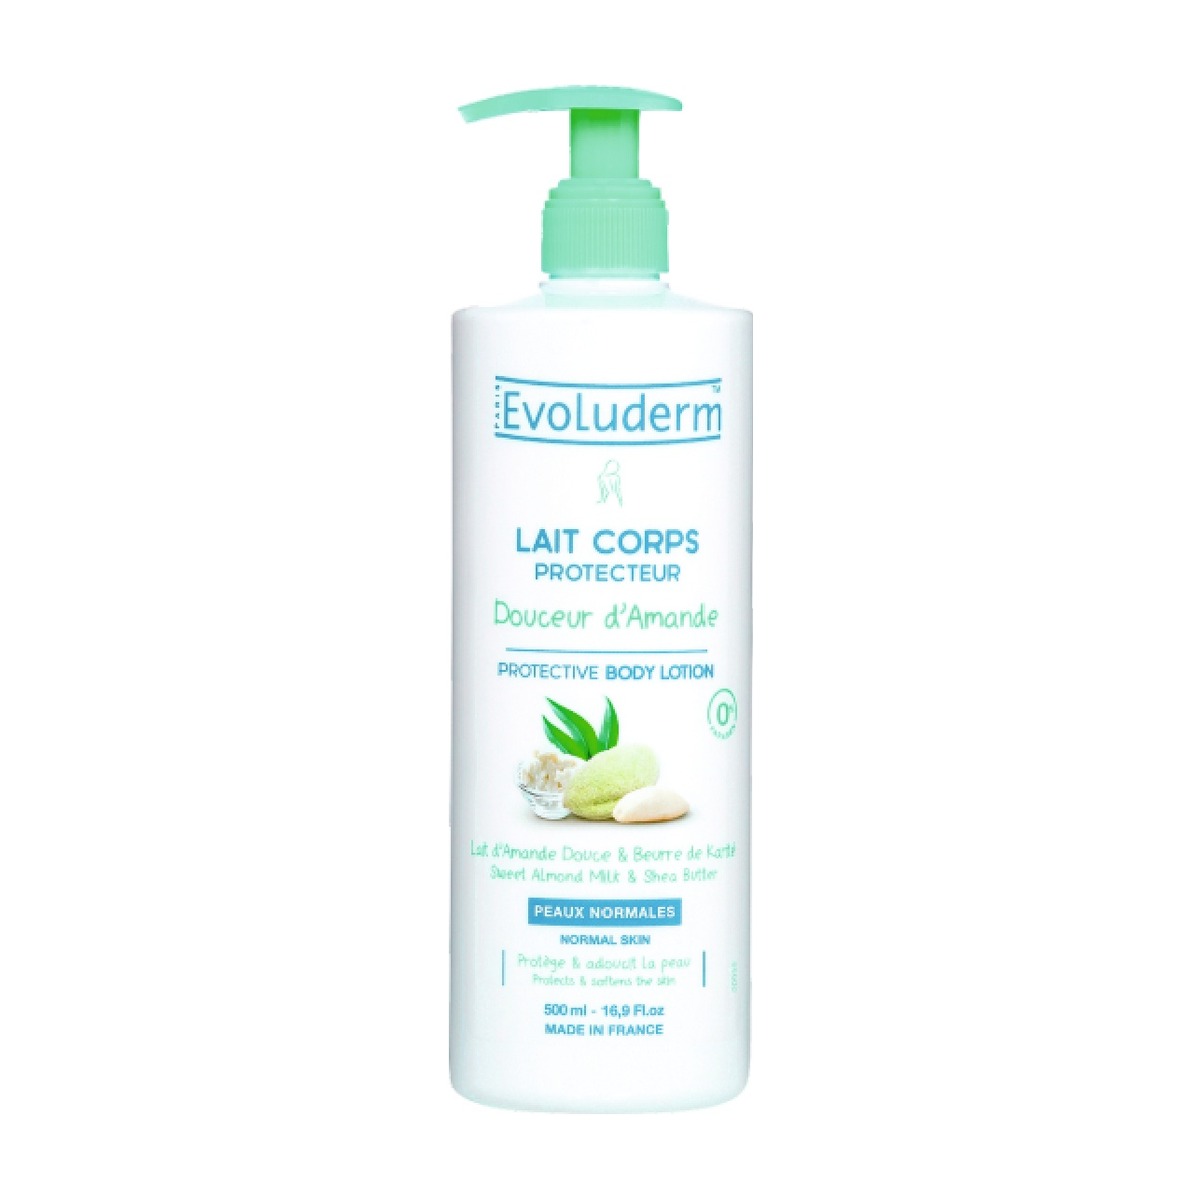 PARIS
Evoluderm™
LAIT CORPS
PROTECTEUR
Douceur d'Amande
PROTECTIVE BODY LOTION
0%
Lait d'Amande Douce & Beurre de Karité
Sweet Almond Milk & Shea Butter
PEAUX NORMALES
NORMAL SKIN
Protège & adoucit la peau
Protects & softens the skin
500 ml - 16,9 Fl.oz
MADE IN FRANCE